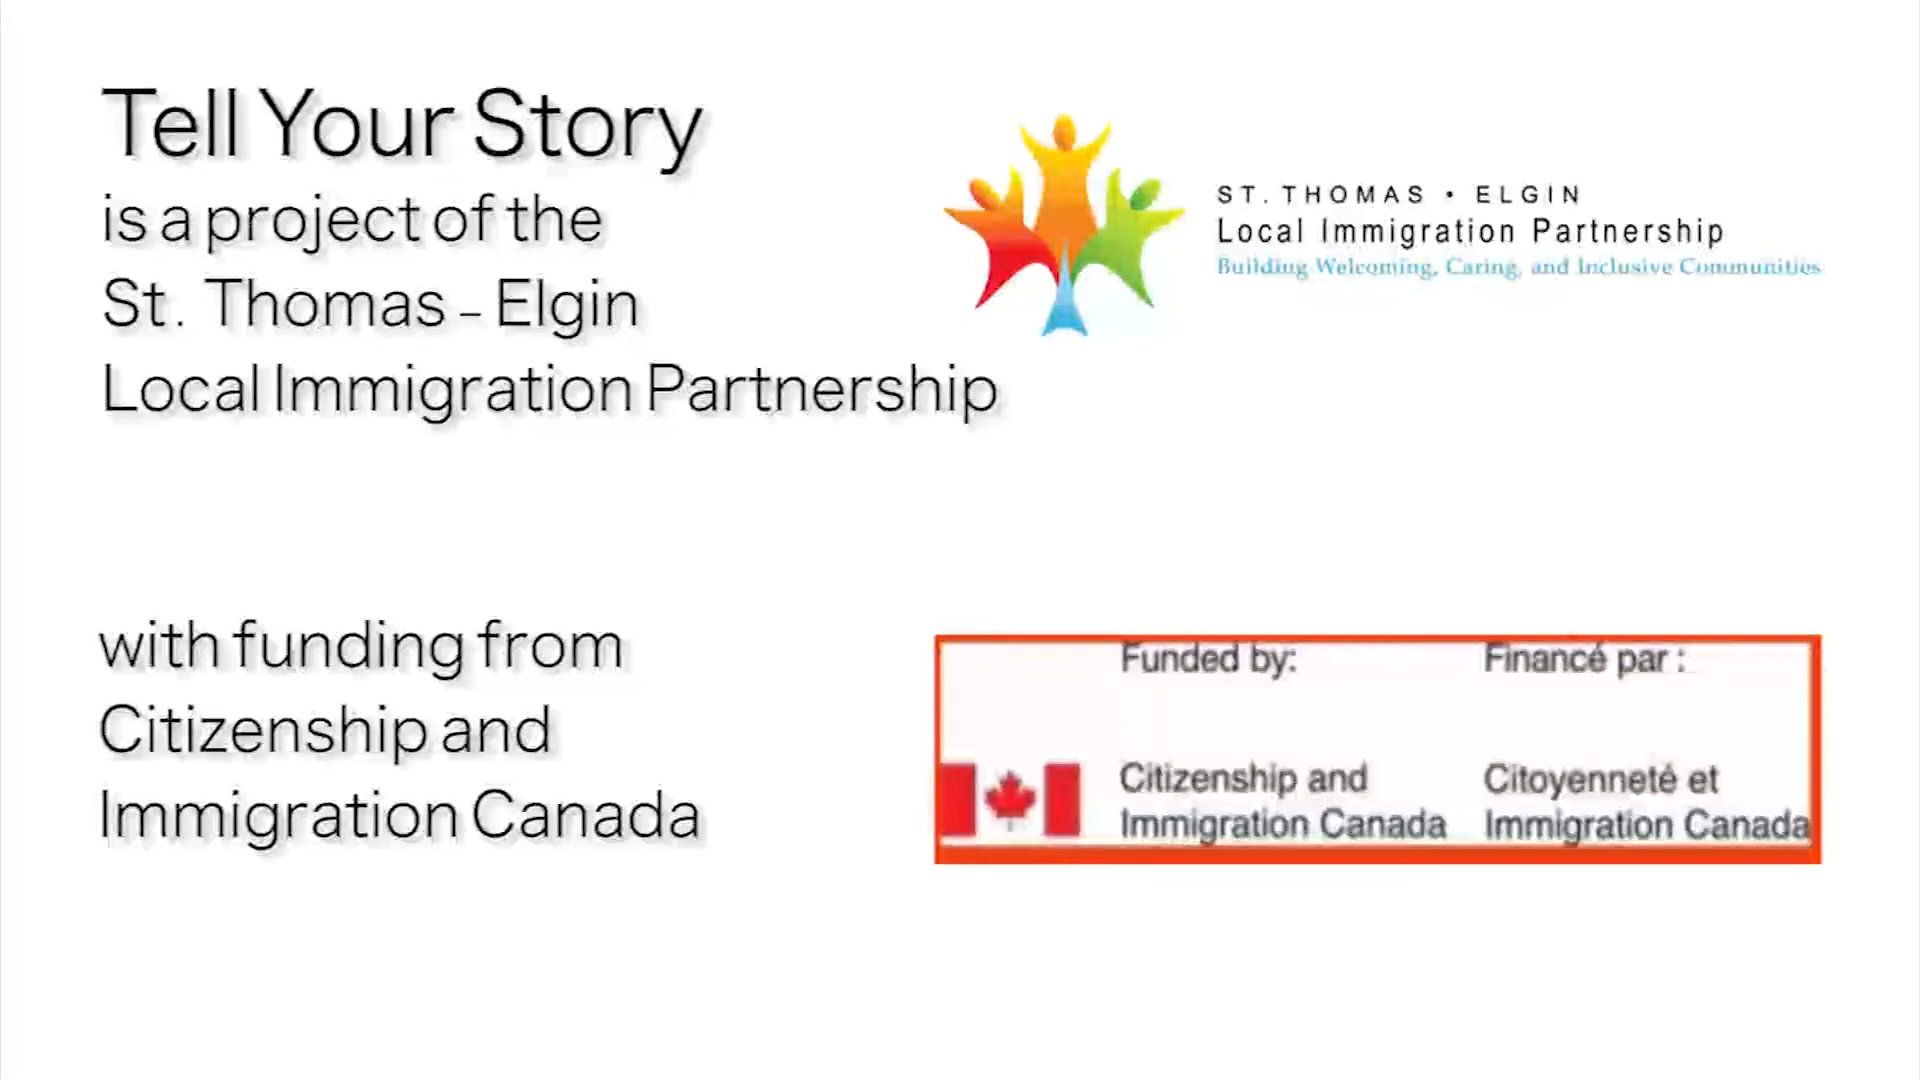 Tell Your Story
is a project of the
St. Thomas - Elgin
Local Immigration Partnership
ST. THOMAS • ELGIN
Local Immigration Partnership
Building Welcoming, Caring, and Inclusive Communities
with funding from
Citizenship and
Immigration Canada
Funded by:
Citizenship and
Immigration Canada
Financé par :
Citoyenneté et
Immigration Canada